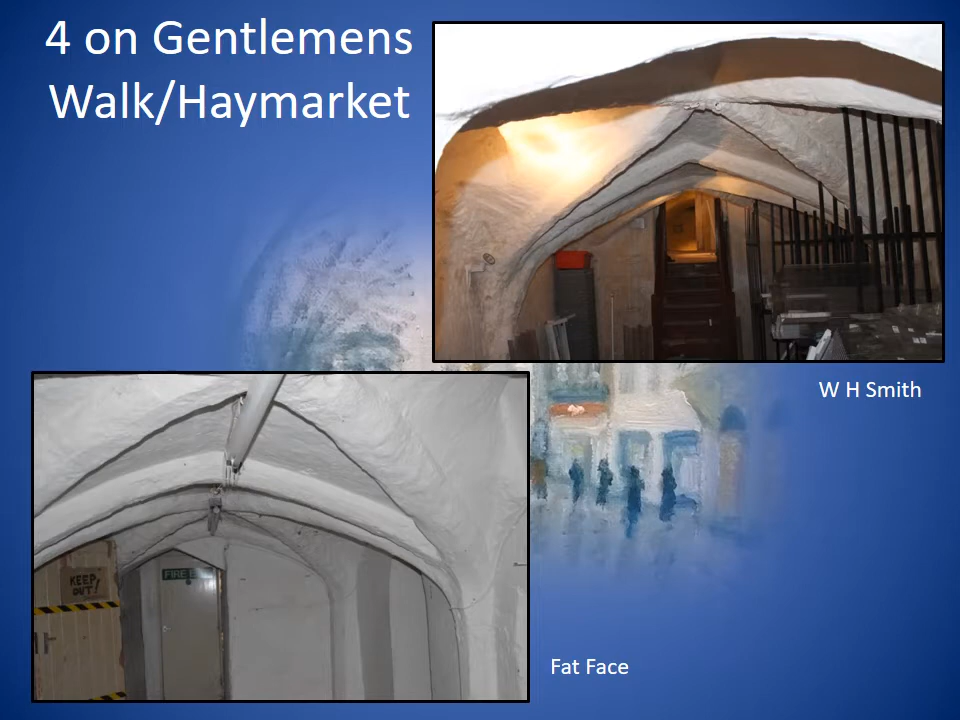 4 on Gentlemens
Walk/Haymarket
W H Smith
KEEP
OUT!
FIRE
Fat Face